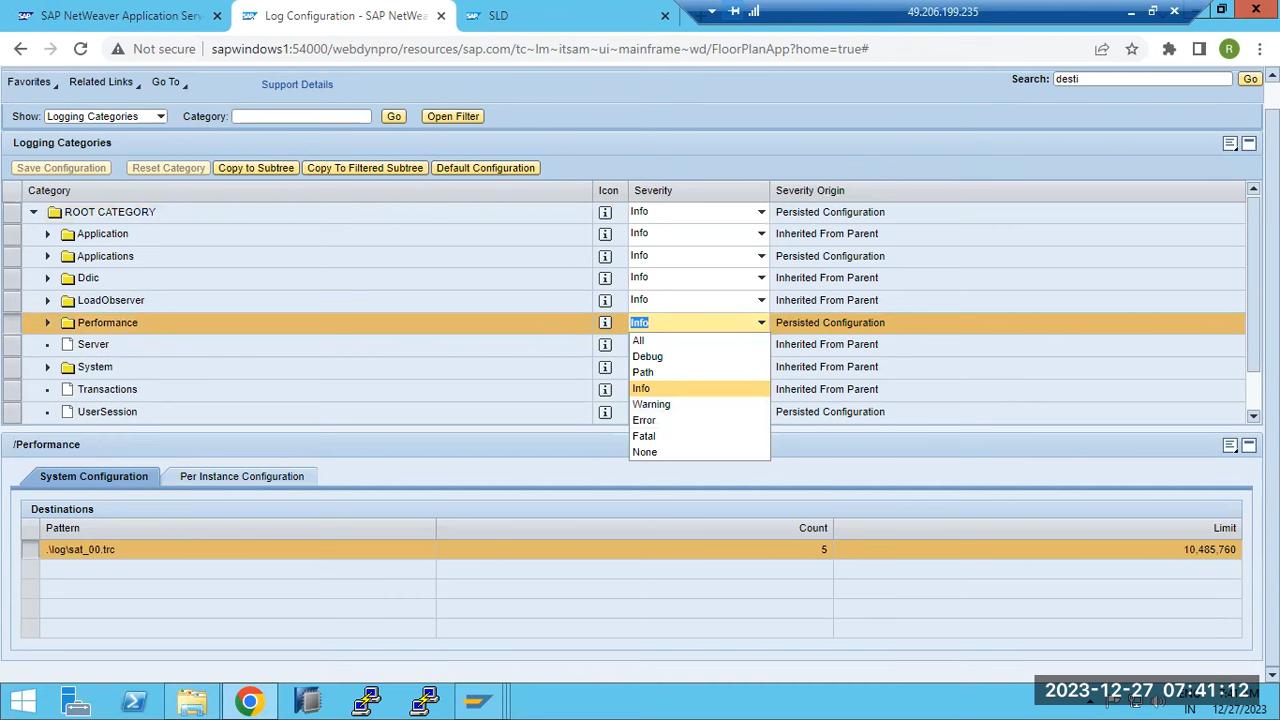 SAP NetWeaver Application Serv
Log Configuration - SAP NetWea
SLD
49.206.199.235
Not secure
sapwindows1:54000/webdynpro/resources/sap.com/tc~lm~itsam~ui~mainframe~wd/FloorPlanApp?home=true#
R
Favorites
Related Links
Go To
Support Details
Search:
desti
Go
Show:
Logging Categories
Category:
Go
Open Filter
Logging Categories
Save Configuration
Reset Category
Copy to Subtree
Copy To Filtered Subtree
Default Configuration
Category
Icon
Severity
Severity Origin
ROOT CATEGORY
Info
Persisted Configuration
Application
Info
Inherited From Parent
Applications
Info
Persisted Configuration
Ddic
Info
Inherited From Parent
LoadObserver
Info
Inherited From Parent
Performance
Info
Persisted Configuration
Server
Inherited From Parent
System
Inherited From Parent
Transactions
Inherited From Parent
UserSession
Persisted Configuration
All
Debug
Path
Info
Warning
Error
Fatal
None
/Performance
System Configuration
Per Instance Configuration
Destinations
Pattern
Count
Limit
.\log\sat_00.trc
5
10,485,760
2023-12-27 07:41:12
IN
12/27/2023